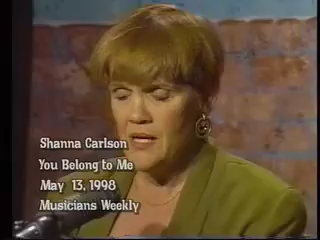 Shanna Carlson
You Belong to Me
May 13, 1998
Musicians Weekly